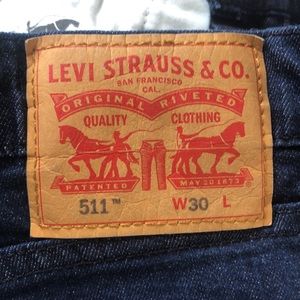 LEVI STRAUSS & CO.
SAN FRANCISCO
CAL.
ORIGINAL RIVETED
QUALITY CLOTHING
PATENTED MAY 20 1873
511™ W30 L